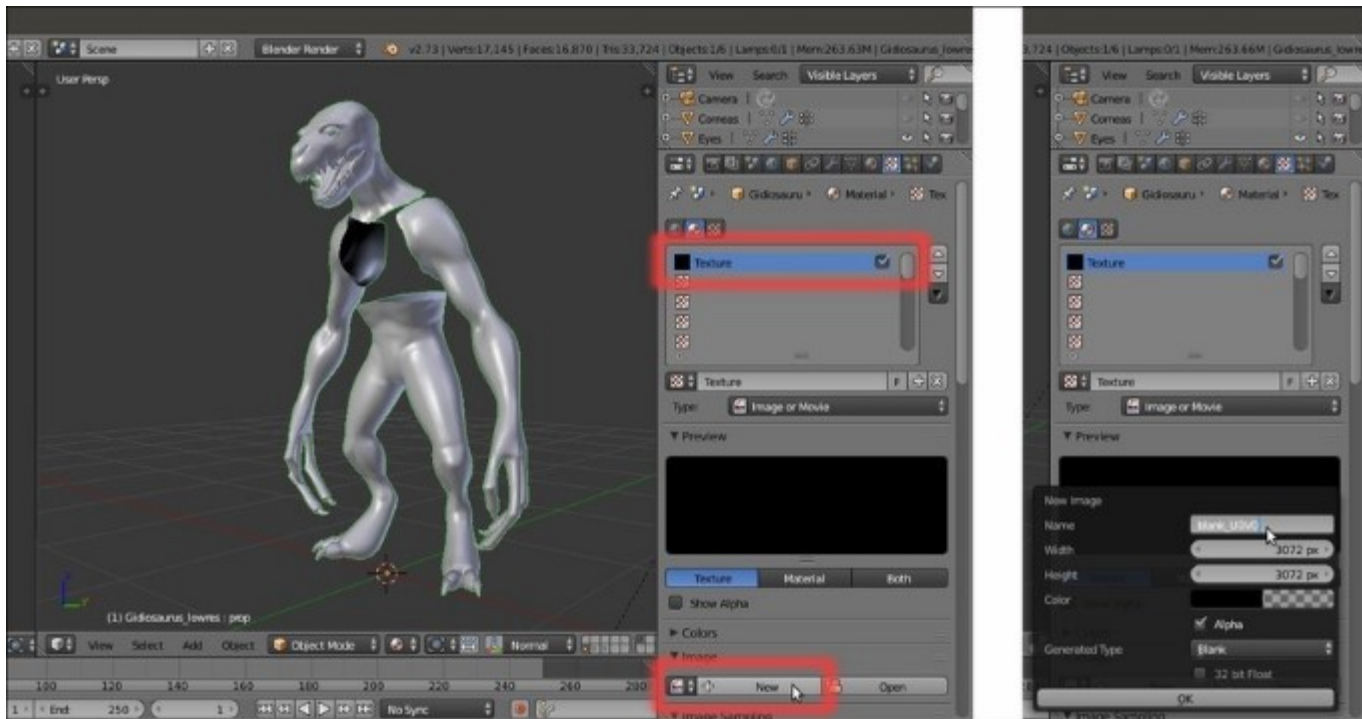 Scene
Blender Render
v2.73 | Verts:17,145 | Faces:16,870 | Tris:33,724 | Objects:1/6 | Lamps:0/1 | Mem:263.63M | Gidiosaurus_lowres
User Persp
(1) Gidiosaurus_lowres : prop
View Select Add Object Object Mode Normal
100 120 140 160 180 200 220 240 260 280
1 End: 250 1 No Sync
View Search Visible Layers
Camera
Corneas
Eyes
Gidiosauru Material Tex
Texture
Texture F
Type: Image or Movie
Preview
Texture Material Both
Show Alpha
Colors
Image
New Open
Image Sampling
3,724 | Objects:1/6 | Lamps:0/1 | Mem:263.66M | Gidiosaurus_lowre
View Search Visible Layers
Camera
Corneas
Eyes
Gidiosauru Material Tex
Texture
Texture F
Type: Image or Movie
Preview
New Image
Name
Width 3072 px
Height 3072 px
Color
Alpha
Generated Type Blank
32 bit Float
OK
Image Sampling